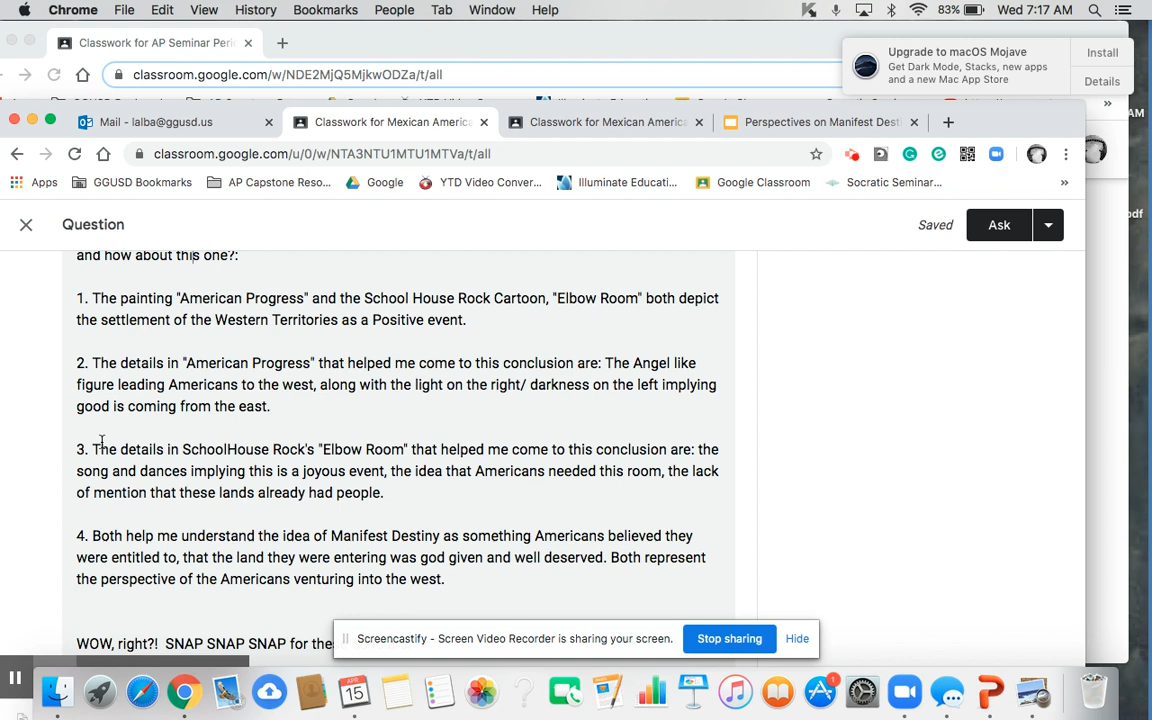 Chrome File Edit View History Bookmarks People Tab Window Help 83% Wed 7:17 AM
Classwork for AP Seminar Peri
Upgrade to macOS Mojave
Get Dark Mode, Stacks, new apps
and a new Mac App Store
Install
Details
classroom.google.com/w/NDE2MjQ5MjkwODZa/t/all
Mail - lalba@ggusd.us
Classwork for Mexican America
Classwork for Mexican America
Perspectives on Manifest Desti
AM
classroom.google.com/u/0/w/NTA3NTU1MTU1MTVa/t/all
Apps GGUSD Bookmarks AP Capstone Reso... Google YTD Video Conver... Illuminate Educati... Google Classroom Socratic Seminar... »
Question
Saved
Ask
and how about this one?:
1. The painting "American Progress" and the School House Rock Cartoon, "Elbow Room" both depict
the settlement of the Western Territories as a Positive event.
2. The details in "American Progress" that helped me come to this conclusion are: The Angel like
figure leading Americans to the west, along with the light on the right/ darkness on the left implying
good is coming from the east.
3. The details in SchoolHouse Rock's "Elbow Room" that helped me come to this conclusion are: the
song and dances implying this is a joyous event, the idea that Americans needed this room, the lack
of mention that these lands already had people.
4. Both help me understand the idea of Manifest Destiny as something Americans believed they
were entitled to, that the land they were entering was god given and well deserved. Both represent
the perspective of the Americans venturing into the west.
WOW, right?! SNAP SNAP SNAP for the
Screencastify - Screen Video Recorder is sharing your screen.
Stop sharing
Hide
APR
15
1